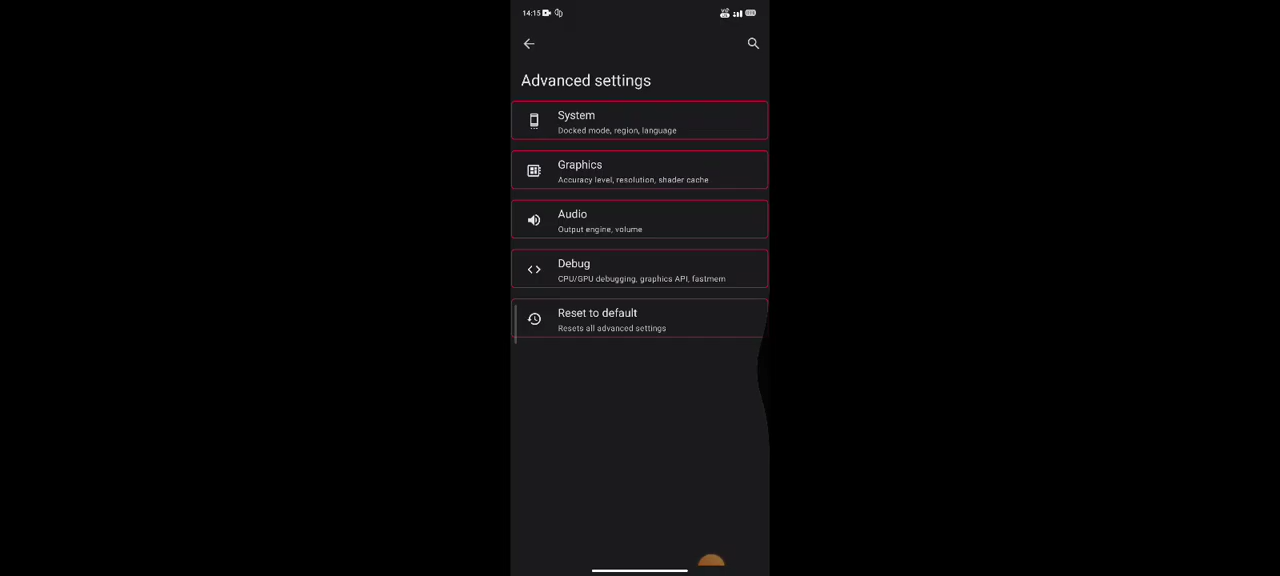 14:15
Advanced settings
System
Docked mode, region, language
Graphics
Accuracy level, resolution, shader cache
Audio
Output engine, volume
Debug
CPU/GPU debugging, graphics API, fastmem
Reset to default
Resets all advanced settings